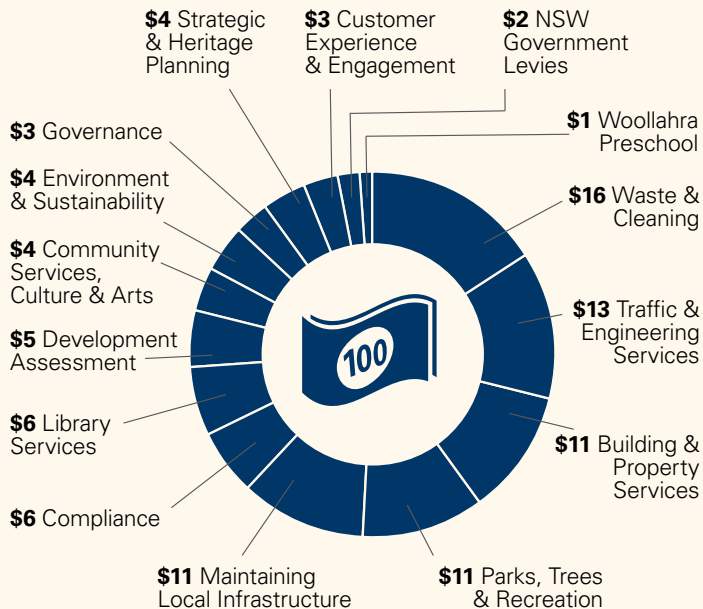 $4 Strategic
& Heritage
Planning
$3 Customer
Experience
& Engagement
$2 NSW
Government
Levies
$1 Woollahra
Preschool
$16 Waste &
Cleaning
$13 Traffic &
Engineering
Services
$11 Building &
Property
Services
$11 Parks, Trees
& Recreation
$11 Maintaining
Local Infrastructure
$6 Compliance
$6 Library
Services
$5 Development
Assessment
$4 Community
Services,
Culture & Arts
$4 Environment
& Sustainability
$3 Governance
100